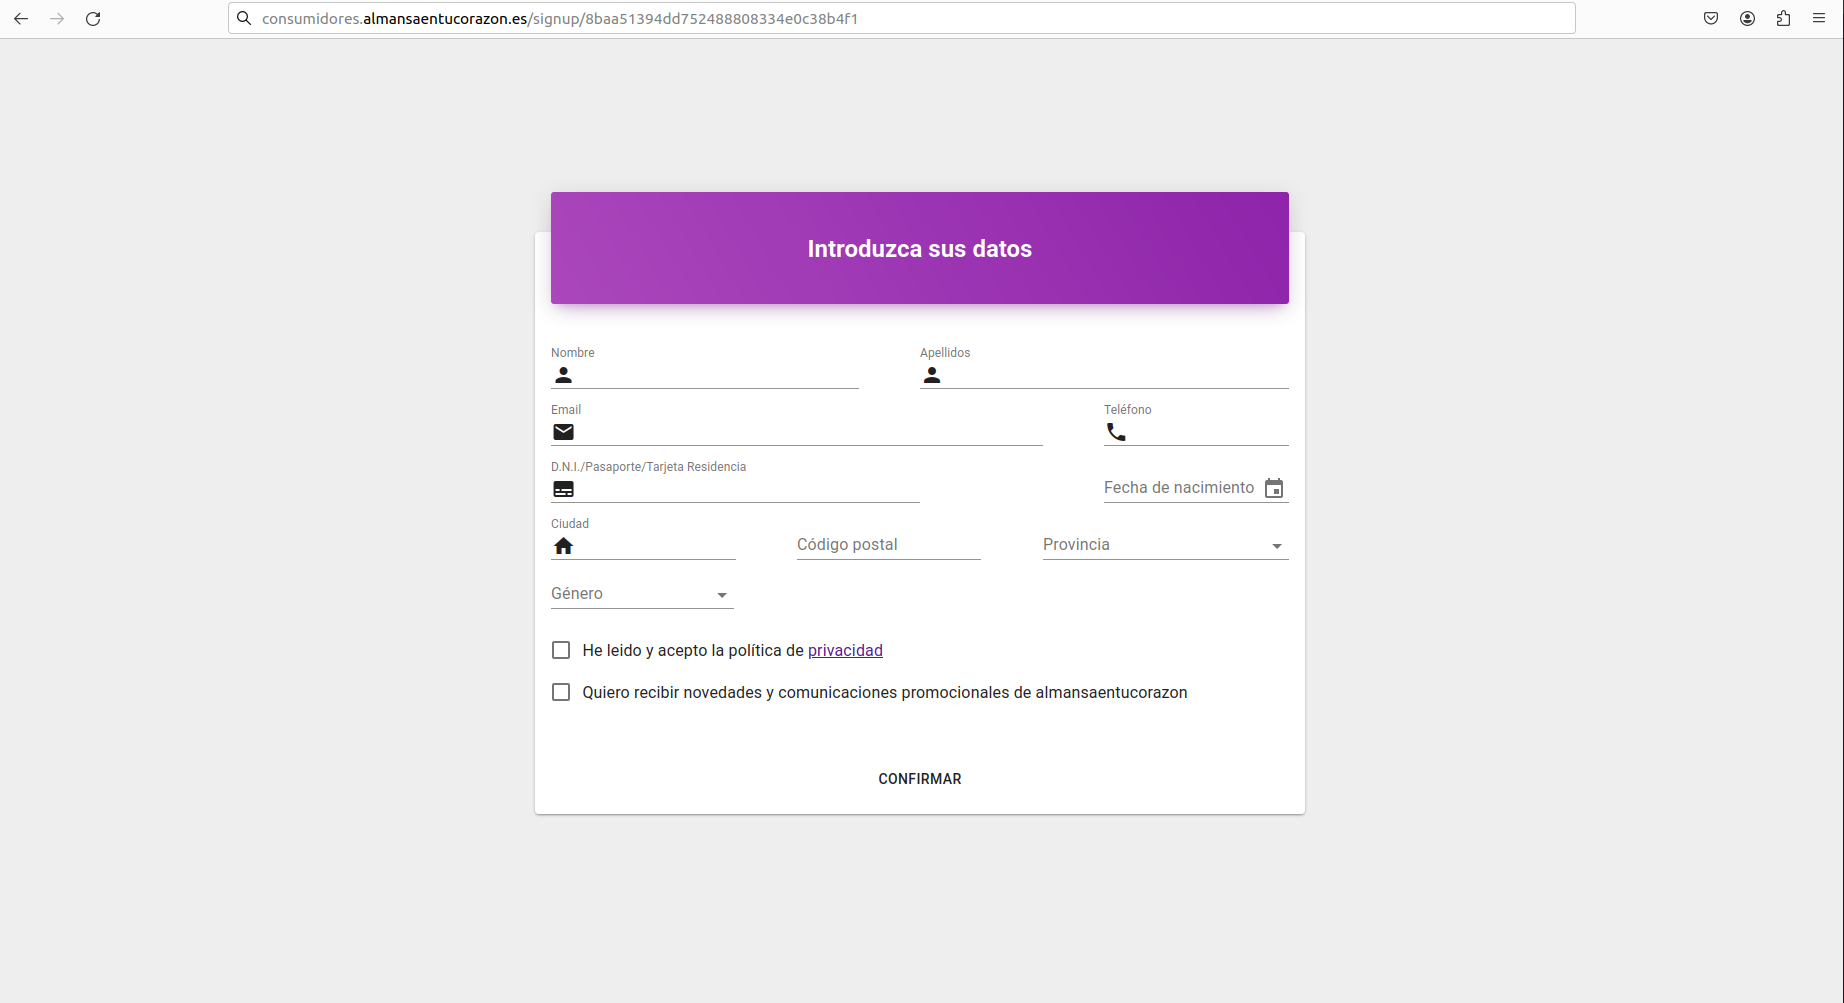 consumidores.almansaentucorazon.es/signup/8baa51394dd752488808334e0c38b4f1
Introduzca sus datos
Nombre
Apellidos
Email
Teléfono
D.N.I./Pasaporte/Tarjeta Residencia
Fecha de nacimiento
Ciudad
Código postal
Provincia
Género
He leido y acepto la política de privacidad
Quiero recibir novedades y comunicaciones promocionales de almansaentucorazon
CONFIRMAR